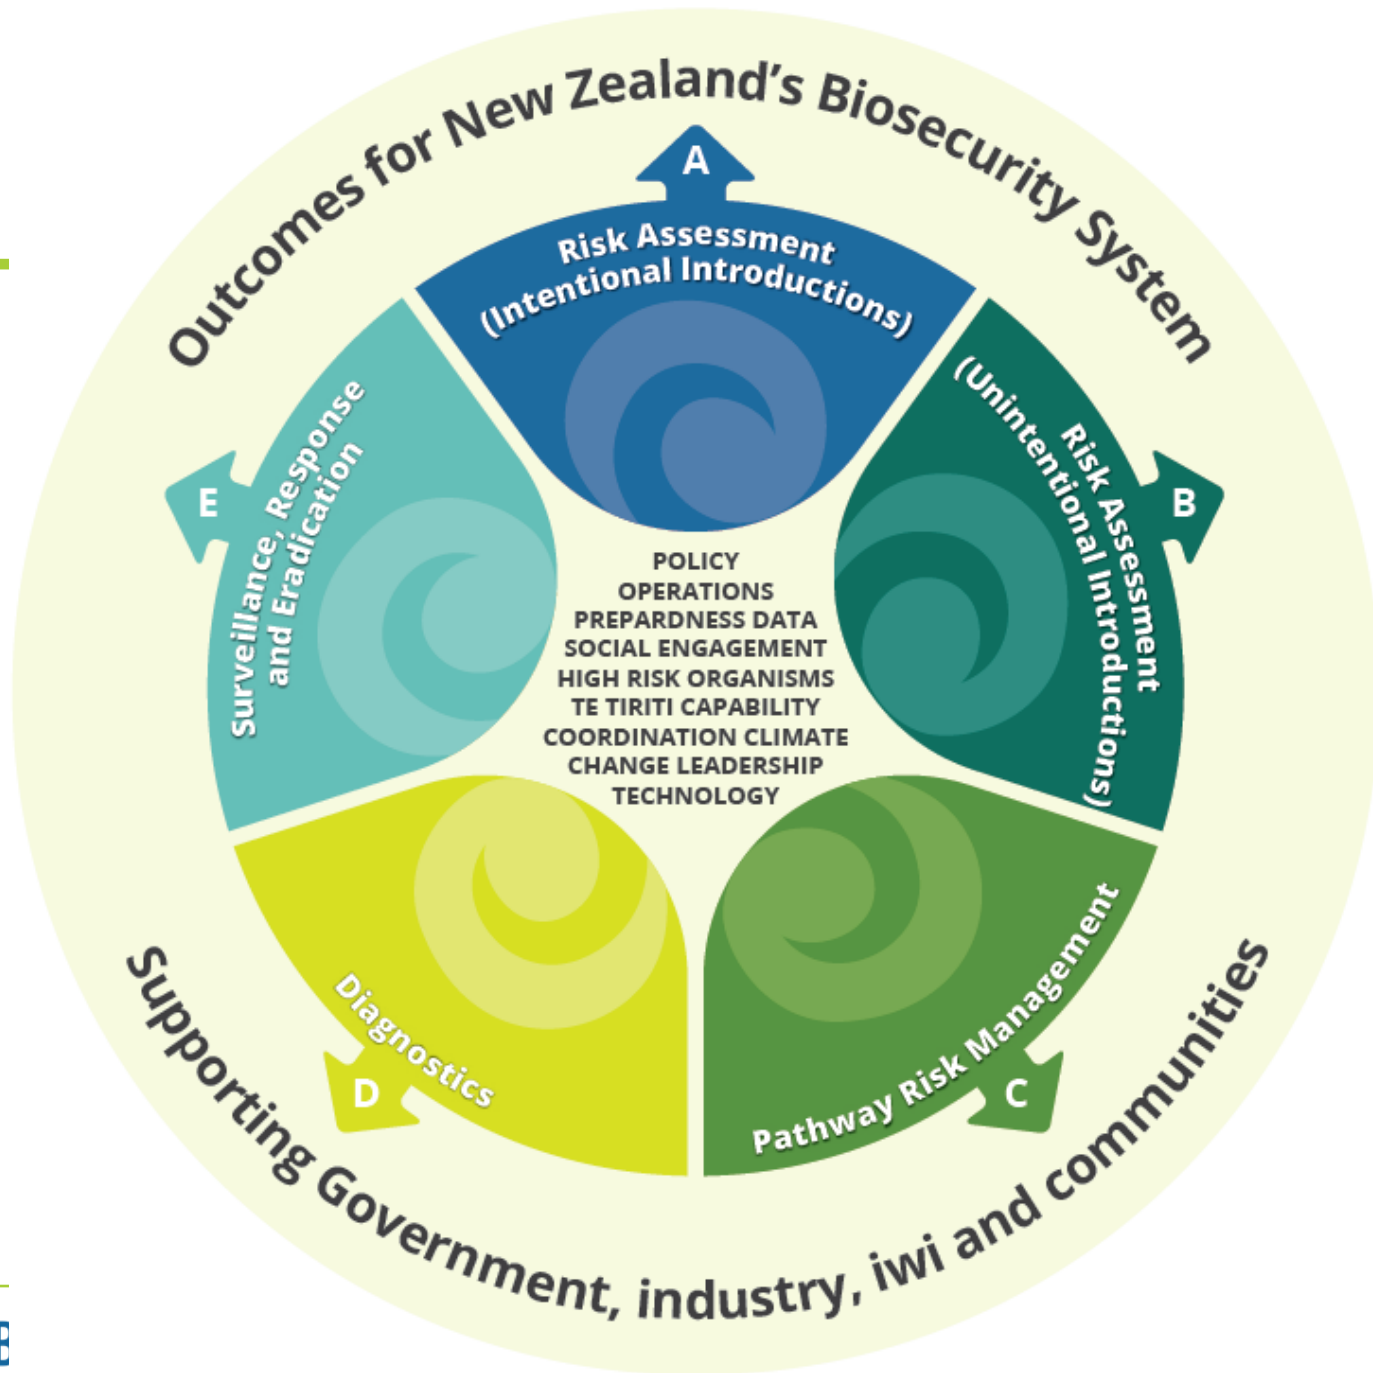 Outcomes for New Zealand's Biosecurity System
A
Risk Assessment
(Intentional Introductions)
B
Risk Assessment
(Unintentional Introductions)
C
Pathway Risk Management
D
Diagnostics
E
Surveillance, Response
and Eradication
POLICY
OPERATIONS
PREPARDNESS DATA
SOCIAL ENGAGEMENT
HIGH RISK ORGANISMS
TE TIRITI CAPABILITY
COORDINATION CLIMATE
CHANGE LEADERSHIP
TECHNOLOGY
Supporting Government, industry, iwi and communities